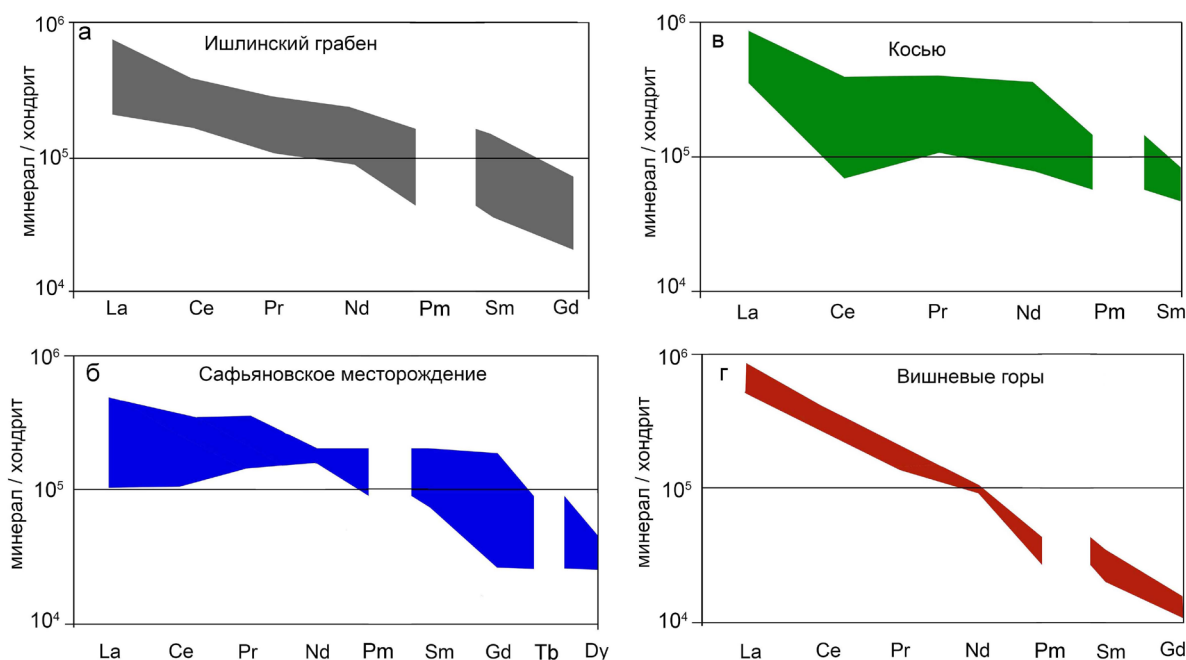 а
Ишлинский грабен
минерал / хондрит
10⁶
10⁵
10⁴
La Ce Pr Nd Pm Sm Gd
в
Косью
минерал / хондрит
10⁶
10⁵
10⁴
La Ce Pr Nd Pm Sm
б
Сафьяновское месторождение
минерал / хондрит
10⁶
10⁵
10⁴
La Ce Pr Nd Pm Sm Gd Tb Dy
г
Вишневые горы
минерал / хондрит
10⁶
10⁵
10⁴
La Ce Pr Nd Pm Sm Gd